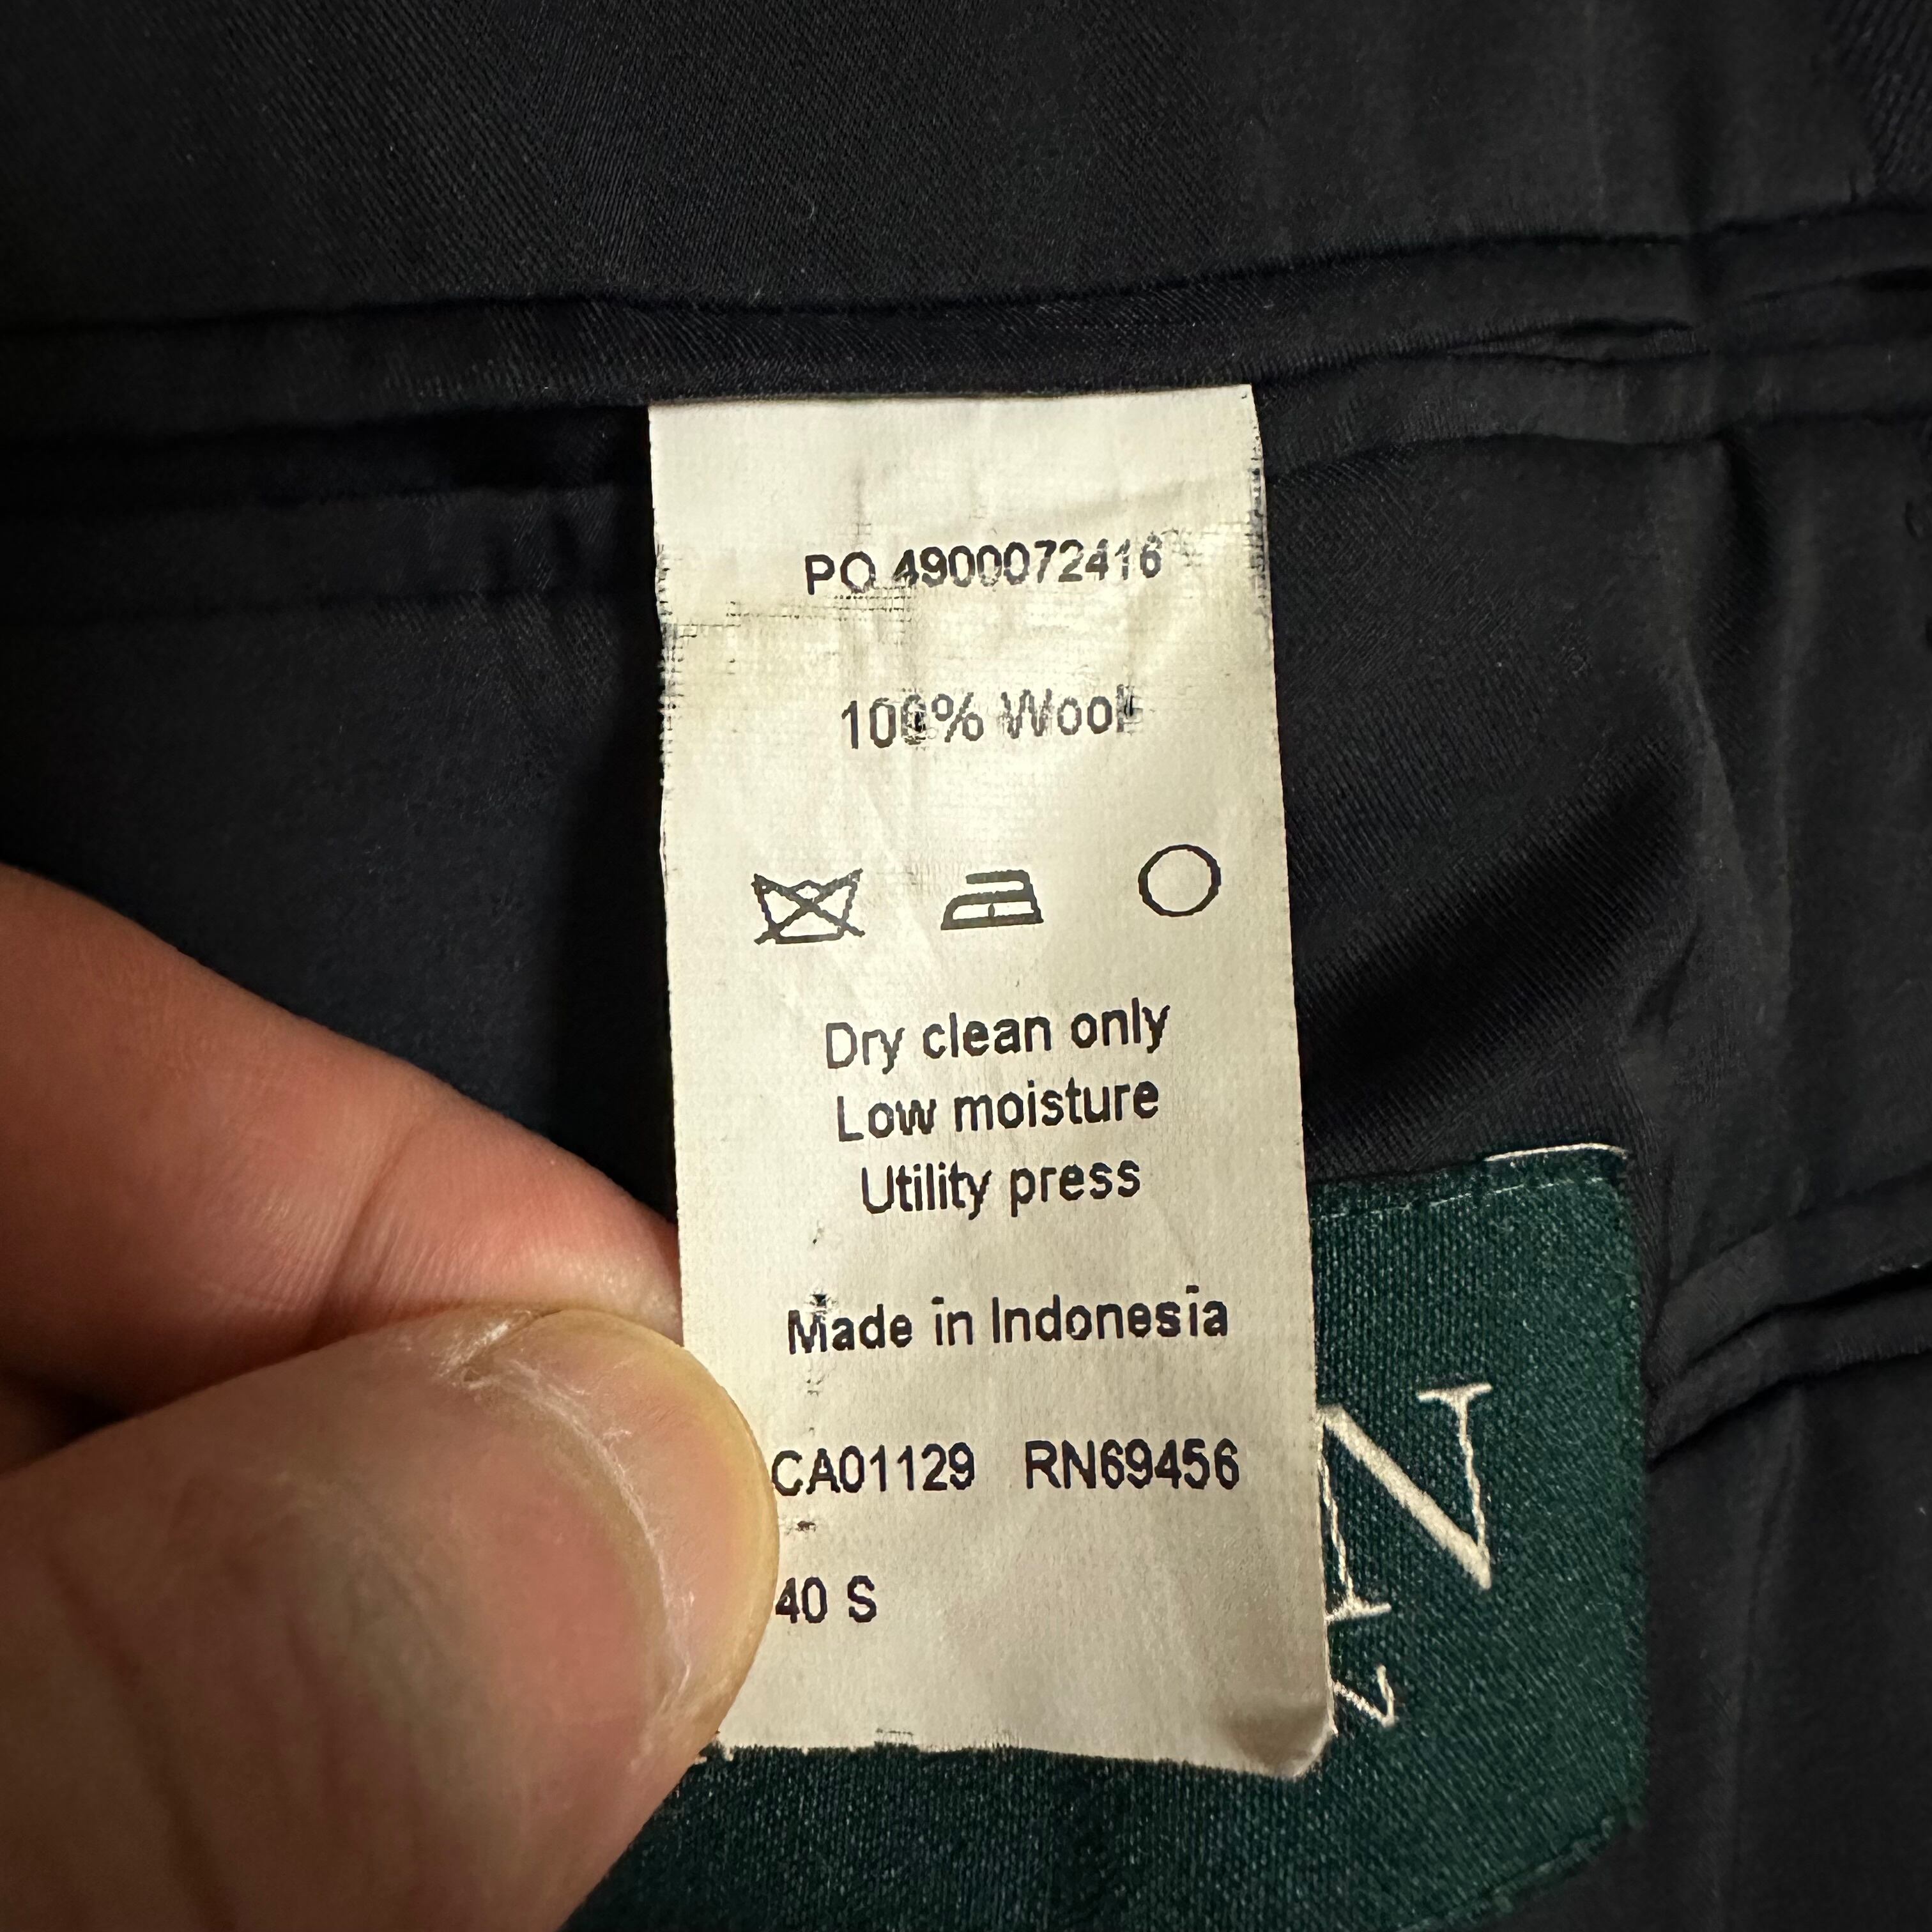 PO 4900072416
100% Wool
Dry clean only
Low moisture
Utility press
Made in Indonesia
CA01129 RN69456
40 S
N